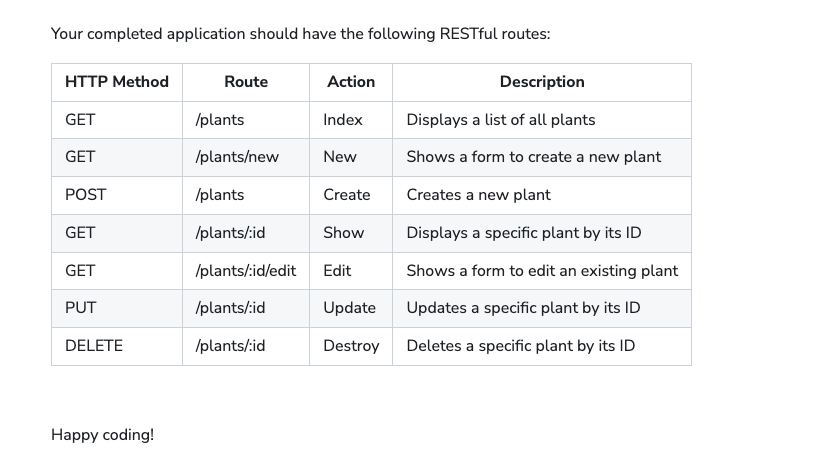 Your completed application should have the following RESTful routes:
HTTP Method Route Action Description
GET /plants Index Displays a list of all plants
GET /plants/new New Shows a form to create a new plant
POST /plants Create Creates a new plant
GET /plants/:id Show Displays a specific plant by its ID
GET /plants/:id/edit Edit Shows a form to edit an existing plant
PUT /plants/:id Update Updates a specific plant by its ID
DELETE /plants/:id Destroy Deletes a specific plant by its ID
Happy coding!